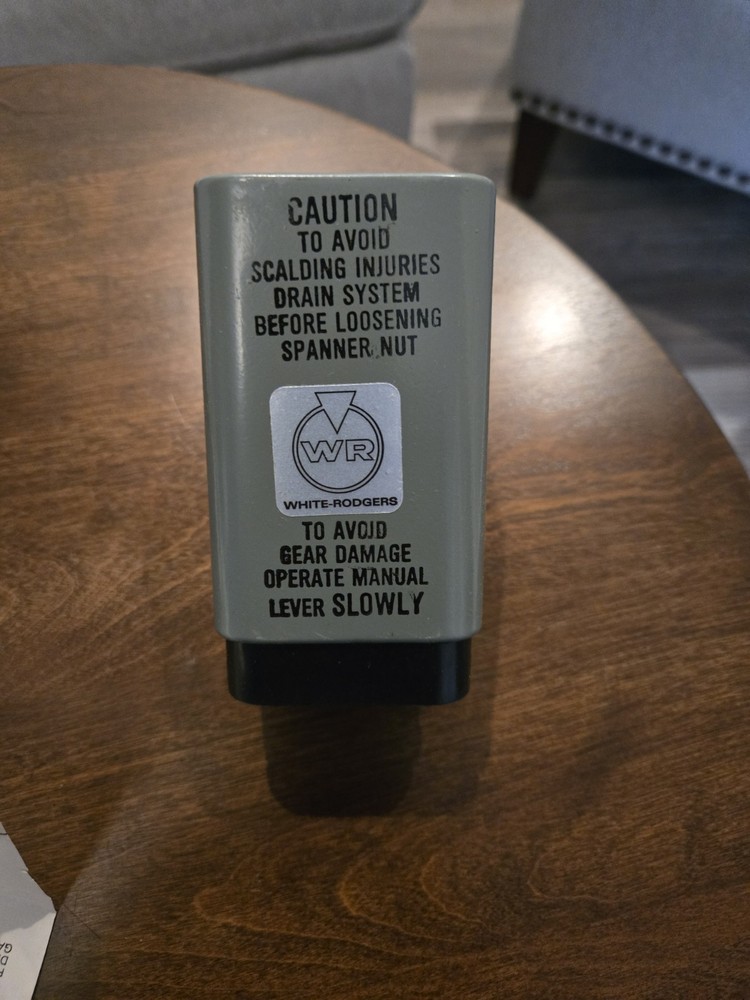 CAUTION
TO AVOID
SCALDING INJURIES
DRAIN SYSTEM
BEFORE LOOSENING
SPANNER NUT
WR
WHITE-RODGERS
TO AVOID
GEAR DAMAGE
OPERATE MANUAL
LEVER SLOWLY